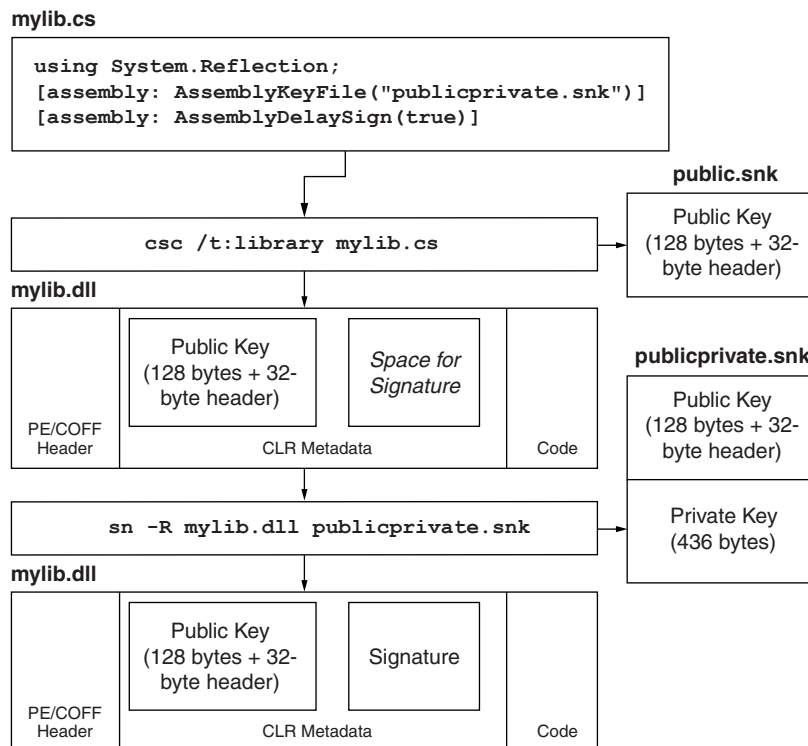 mylib.cs
using System.Reflection;
[assembly: AssemblyKeyFile("publicprivate.snk")]
[assembly: AssemblyDelaySign(true)]
public.snk
csc /t:library mylib.cs
Public Key
(128 bytes + 32-
byte header)
mylib.dll
Public Key
(128 bytes + 32-
byte header)
Space for
Signature
PE/COFF
Header
CLR Metadata
Code
publicprivate.snk
Public Key
(128 bytes + 32-
byte header)
Private Key
(436 bytes)
sn -R mylib.dll publicprivate.snk
mylib.dll
Public Key
(128 bytes + 32-
byte header)
Signature
PE/COFF
Header
CLR Metadata
Code